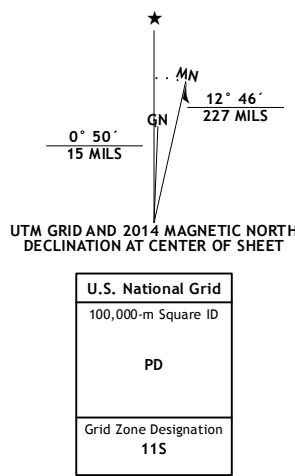 ★
MN
GN
12° 46´
227 MILS
0° 50´
15 MILS
UTM GRID AND 2014 MAGNETIC NORTH
DECLINATION AT CENTER OF SHEET
U.S. National Grid
100,000-m Square ID
PD
Grid Zone Designation
11S